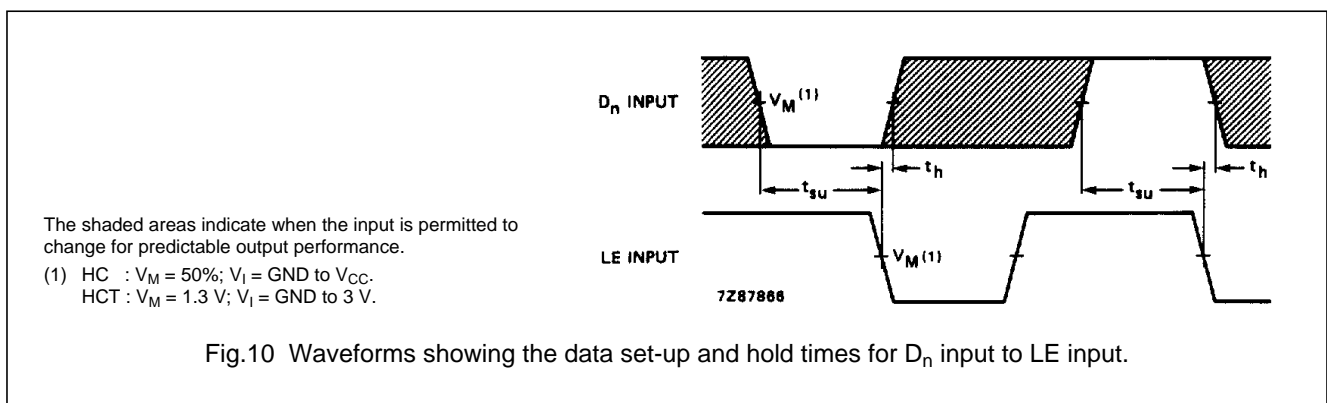 Dn INPUT
VM(1)
th
th
tsu
tsu
The shaded areas indicate when the input is permitted to
change for predictable output performance.
(1) HC : VM = 50%; VI = GND to VCC.
HCT : VM = 1.3 V; VI = GND to 3 V.
LE INPUT
VM(1)
7Z87866
Fig.10 Waveforms showing the data set-up and hold times for Dn input to LE input.